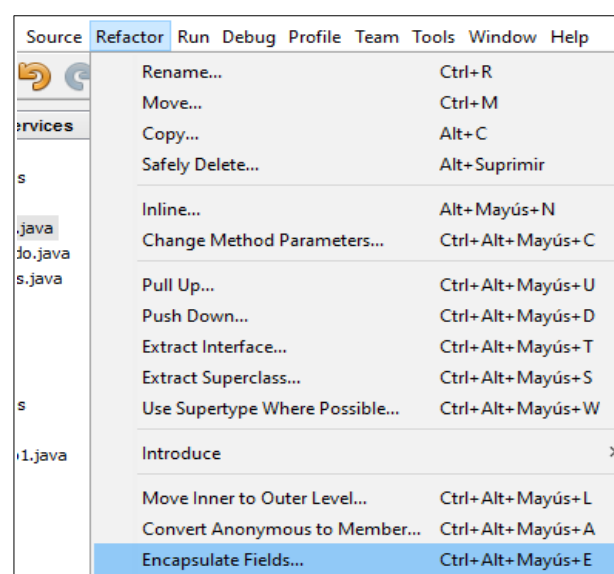 Source Refactor Run Debug Profile Team Tools Window Help
ervices
s
.java
do.java
s.java
s
1.java
Rename... Ctrl+R
Move... Ctrl+M
Copy... Alt+C
Safely Delete... Alt+Suprimir
Inline... Alt+Mayús+N
Change Method Parameters... Ctrl+Alt+Mayús+C
Pull Up... Ctrl+Alt+Mayús+U
Push Down... Ctrl+Alt+Mayús+D
Extract Interface... Ctrl+Alt+Mayús+T
Extract Superclass... Ctrl+Alt+Mayús+S
Use Supertype Where Possible... Ctrl+Alt+Mayús+W
Introduce
Move Inner to Outer Level... Ctrl+Alt+Mayús+L
Convert Anonymous to Member... Ctrl+Alt+Mayús+A
Encapsulate Fields... Ctrl+Alt+Mayús+E